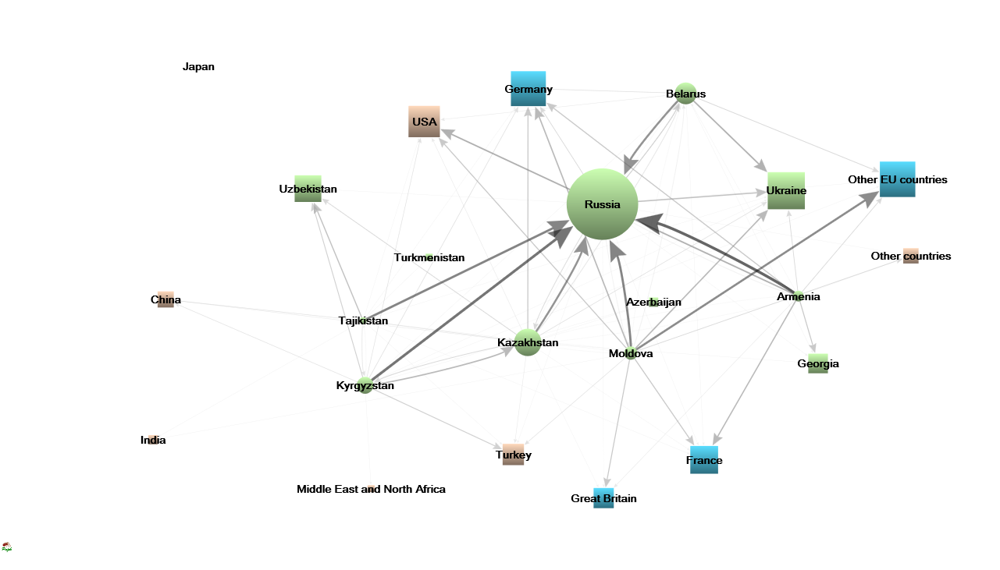 Japan
Germany
Belarus
USA
Other EU countries
Uzbekistan
Ukraine
Russia
Turkmenistan
Other countries
China
Azerbaijan
Armenia
Tajikistan
Kazakhstan
Moldova
Georgia
Kyrgyzstan
India
Turkey
France
Middle East and North Africa
Great Britain